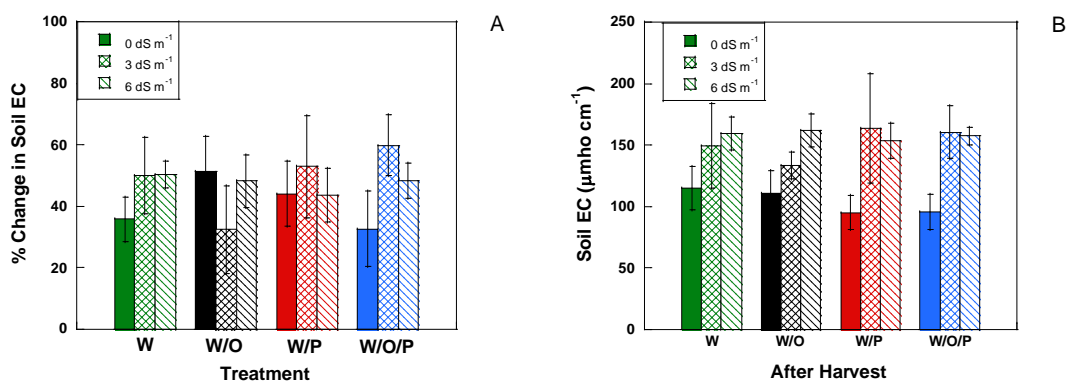 A
% Change in Soil EC
100
80
60
40
20
0
0 dS m⁻¹
3 dS m⁻¹
6 dS m⁻¹
W
W/O
W/P
W/O/P
Treatment
B
Soil EC (µmho cm⁻¹)
250
200
150
100
50
0
0 dS m⁻¹
3 dS m⁻¹
6 dS m⁻¹
W
W/O
W/P
W/O/P
After Harvest